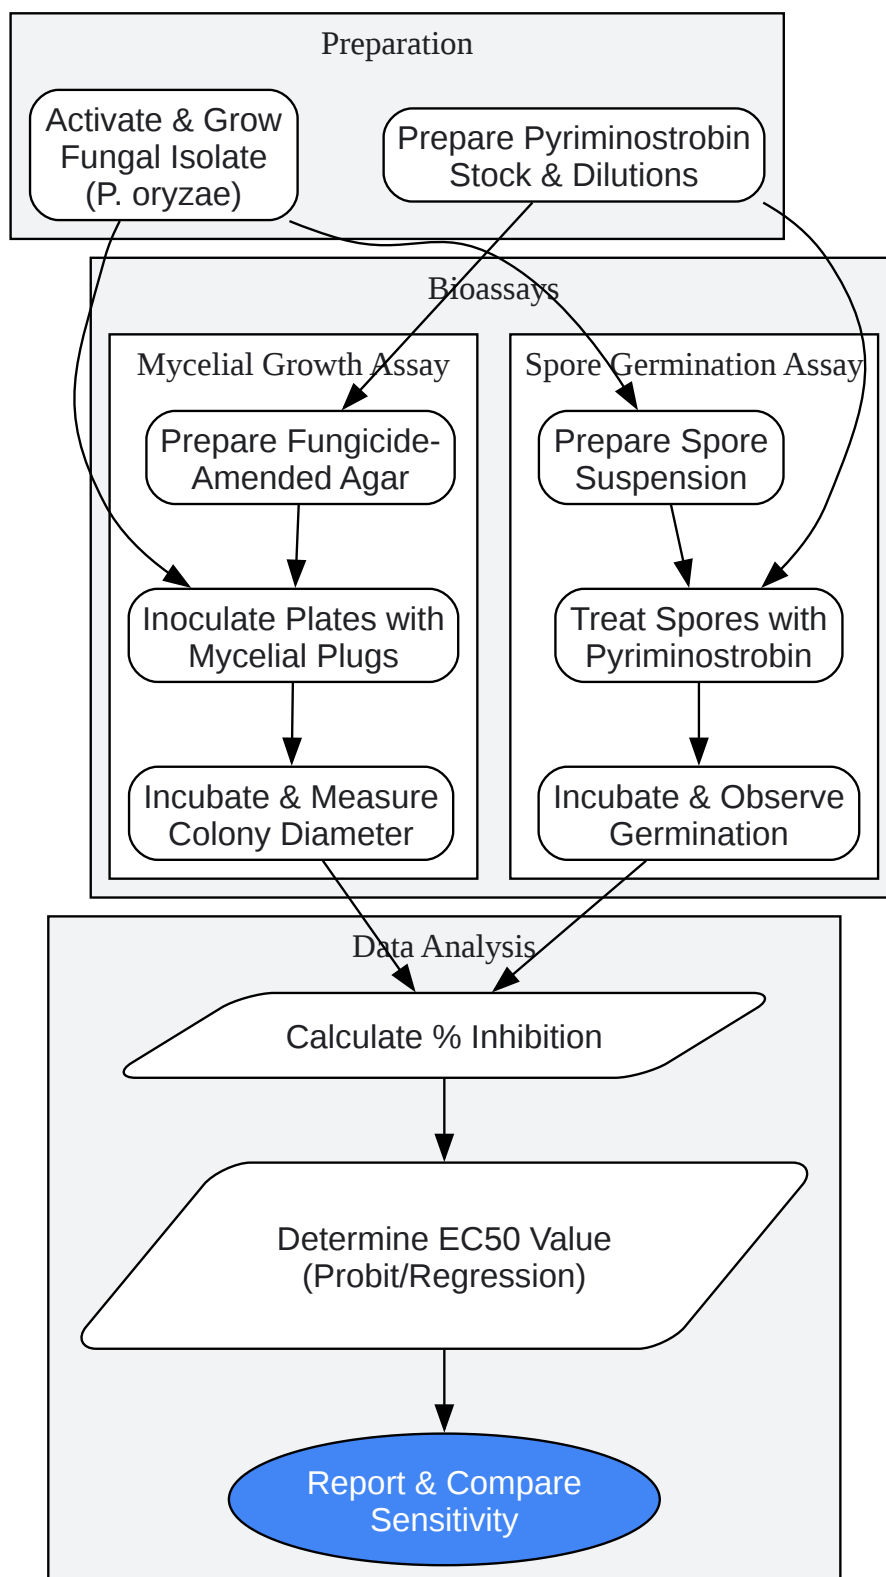 Preparation
Activate & Grow
Fungal Isolate
(P. oryzae)
Prepare Pyriminostrobin
Stock & Dilutions
Bioassays
Mycelial Growth Assay
Prepare Fungicide-
Amended Agar
Inoculate Plates with
Mycelial Plugs
Incubate & Measure
Colony Diameter
Spore Germination Assay
Prepare Spore
Suspension
Treat Spores with
Pyriminostrobin
Incubate & Observe
Germination
Data Analysis
Calculate % Inhibition
Determine EC50 Value
(Probit/Regression)
Report & Compare
Sensitivity